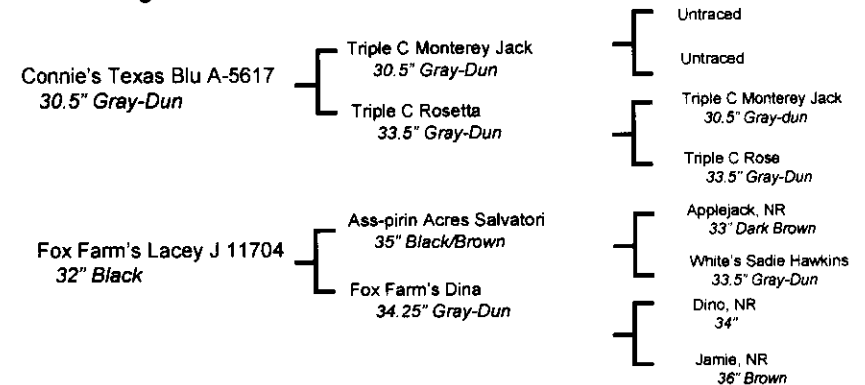 Connie's Texas Blu A-5617
30.5" Gray-Dun
Fox Farm's Lacey J 11704
32" Black
Triple C Monterey Jack
30.5" Gray-Dun
Triple C Rosetta
33.5" Gray-Dun
Ass-pirin Acres Salvatori
35" Black/Brown
Fox Farm's Dina
34.25" Gray-Dun
Untraced
Untraced
Triple C Monterey Jack
30.5" Gray-dun
Triple C Rose
33.5" Gray-Dun
Applejack, NR
33" Dark Brown
White's Sadie Hawkins
33.5" Gray-Dun
Dino, NR
34"
Jamie, NR
36" Brown